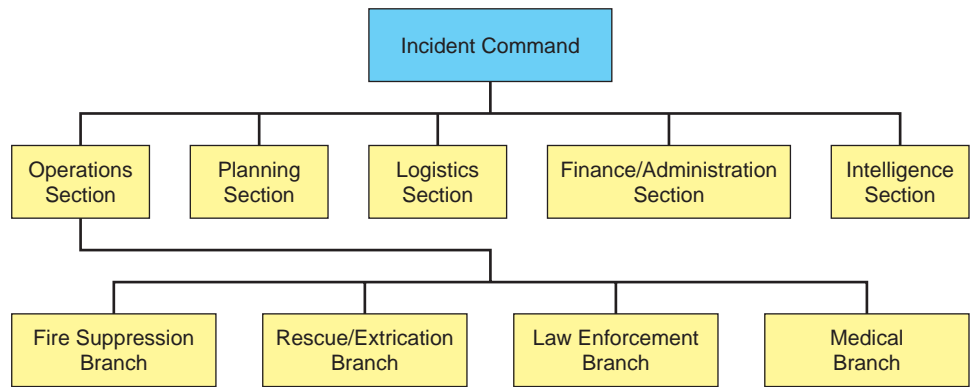 Incident Command
Operations
Section
Planning
Section
Logistics
Section
Finance/Administration
Section
Intelligence
Section
Fire Suppression
Branch
Rescue/Extrication
Branch
Law Enforcement
Branch
Medical
Branch